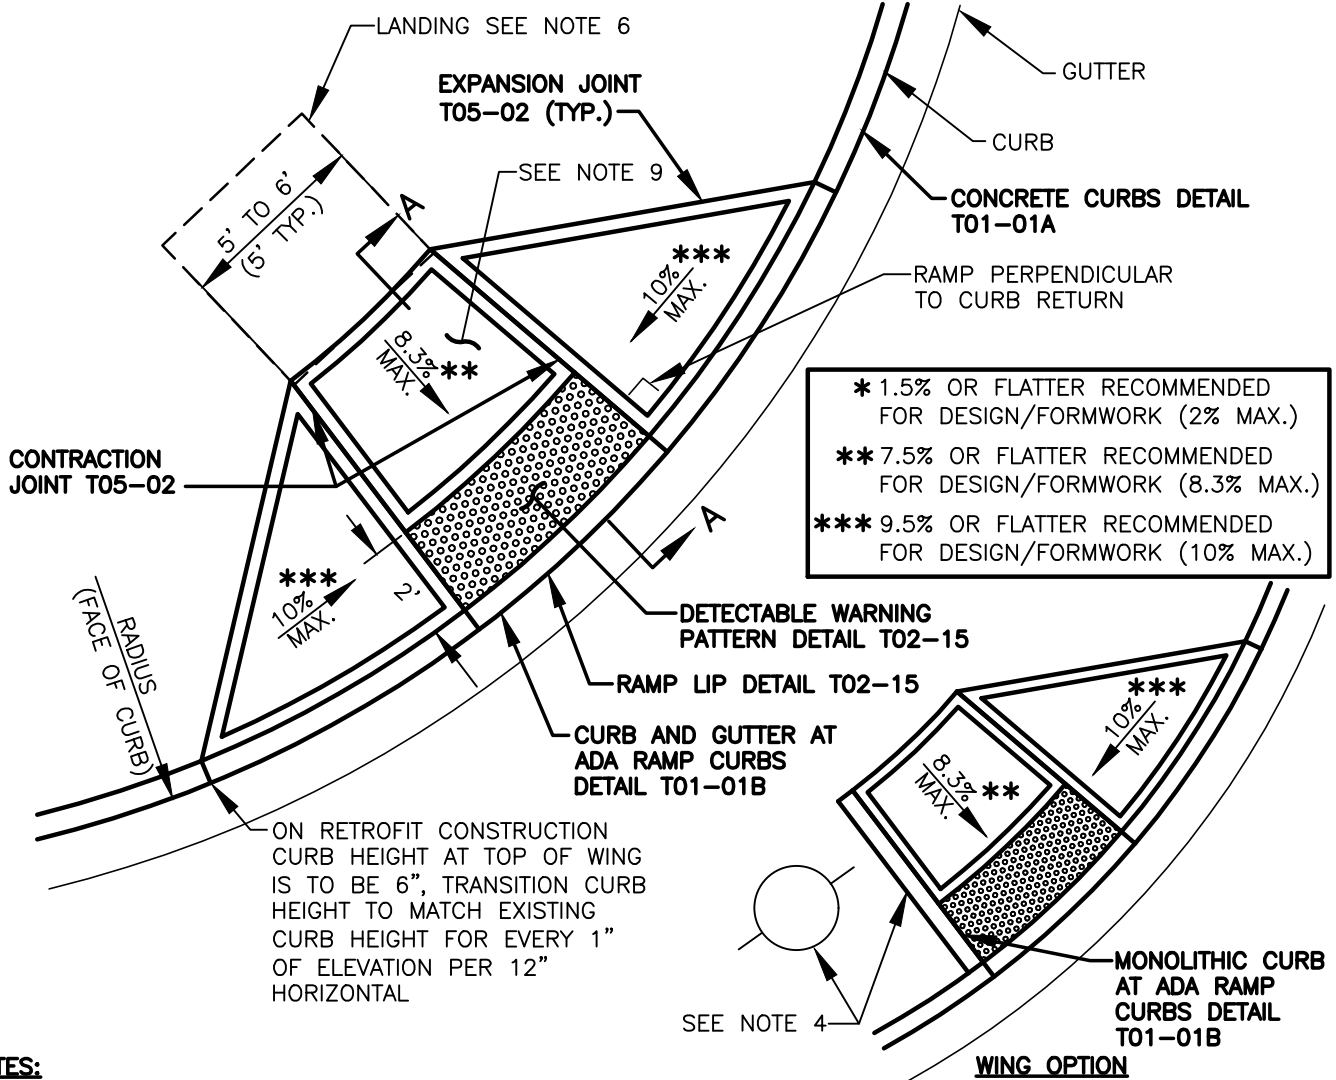 LANDING SEE NOTE 6
EXPANSION JOINT
T05-02 (TYP.)
GUTTER
CURB
SEE NOTE 9
CONCRETE CURBS DETAIL
T01-01A
5' TO 6'
(5' TYP.)
A
*** 10%
MAX.
RAMP PERPENDICULAR
TO CURB RETURN
8.3% **
MAX.
* 1.5% OR FLATTER RECOMMENDED
FOR DESIGN/FORMWORK (2% MAX.)
** 7.5% OR FLATTER RECOMMENDED
FOR DESIGN/FORMWORK (8.3% MAX.)
*** 9.5% OR FLATTER RECOMMENDED
FOR DESIGN/FORMWORK (10% MAX.)
CONTRACTION
JOINT T05-02
A
***
10%
MAX.
2'
RADIUS
(FACE OF CURB)
DETECTABLE WARNING
PATTERN DETAIL T02-15
RAMP LIP DETAIL T02-15
CURB AND GUTTER AT
ADA RAMP CURBS
DETAIL T01-01B
ON RETROFIT CONSTRUCTION
CURB HEIGHT AT TOP OF WING
IS TO BE 6", TRANSITION CURB
HEIGHT TO MATCH EXISTING
CURB HEIGHT FOR EVERY 1"
OF ELEVATION PER 12"
HORIZONTAL
***
10%
MAX.
8.3% **
MAX.
MONOLITHIC CURB
AT ADA RAMP
CURBS DETAIL
T01-01B
SEE NOTE 4
WING OPTION
TES: